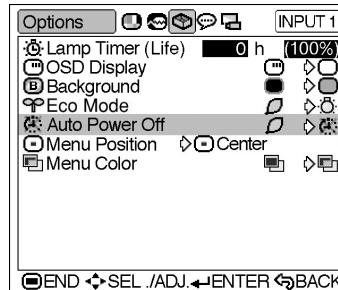 Options INPUT 1
Lamp Timer (Life) 0 h (100%)
OSD Display
B Background
Eco Mode
Auto Power Off
Menu Position Center
Menu Color
END SEL./ADJ. ENTER BACK